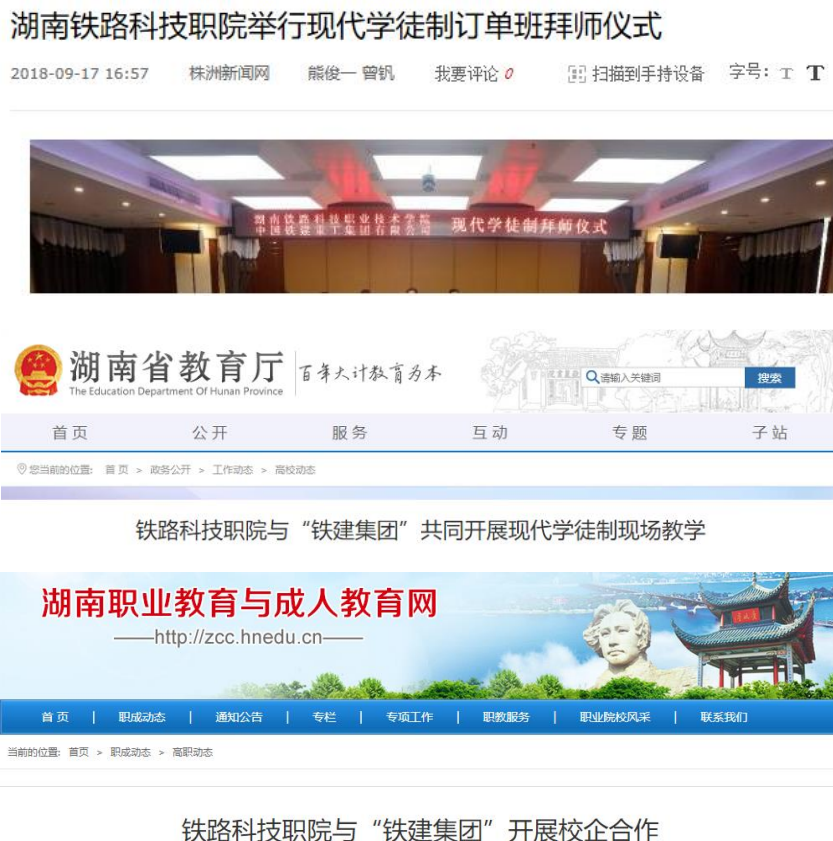 湖南铁路科技职院举行现代学徒制订单班拜师仪式
2018-09-17 16:57 株洲新闻网 熊俊一 曾钒 我要评论 0 扫描到手持设备 字号: T T
湖南铁路科技职业技术学院
中国铁建重工集团有限公司
现代学徒制拜师仪式
湖南省教育厅 百年大计教育为本
The Education Department Of Hunan Province
请输入关键词 搜索
首页 公开 服务 互动 专题 子站
您当前的位置: 首页 > 政务公开 > 工作动态 > 高校动态
铁路科技职院与“铁建集团”共同开展现代学徒制现场教学
湖南职业教育与成人教育网
——http://zcc.hnedu.cn——
首页 | 职成动态 | 通知公告 | 专栏 | 专项工作 | 职教服务 | 职业院校风采 | 联系我们
当前的位置: 首页 > 职成动态 > 高职动态
铁路科技职院与“铁建集团”开展校企合作